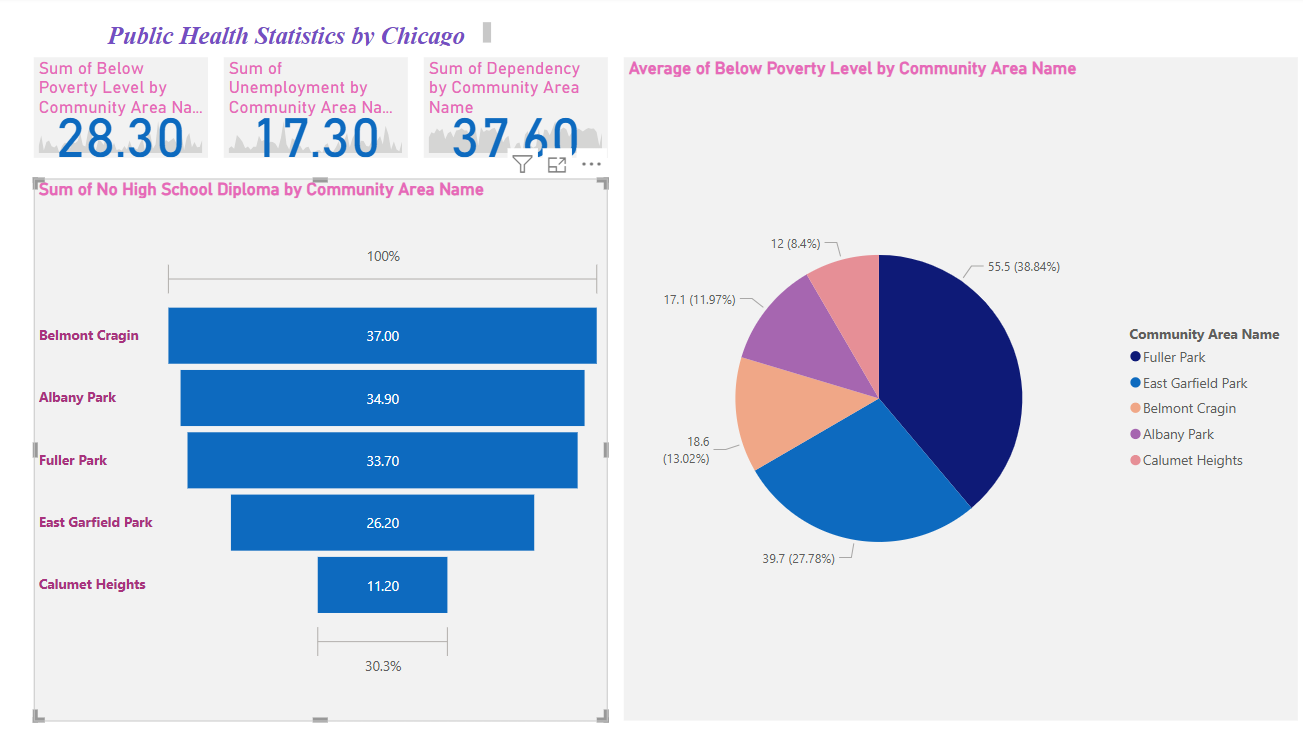 Public Health Statistics by Chicago
Sum of Below
Poverty Level by
Community Area Na...
28.30
Sum of
Unemployment by
Community Area Na...
17.30
Sum of Dependency
by Community Area
Name
37.60
Sum of No High School Diploma by Community Area Name
100%
Belmont Cragin
37.00
Albany Park
34.90
Fuller Park
33.70
East Garfield Park
26.20
Calumet Heights
11.20
30.3%
Average of Below Poverty Level by Community Area Name
12 (8.4%)
55.5 (38.84%)
17.1 (11.97%)
18.6
(13.02%)
39.7 (27.78%)
Community Area Name
Fuller Park
East Garfield Park
Belmont Cragin
Albany Park
Calumet Heights